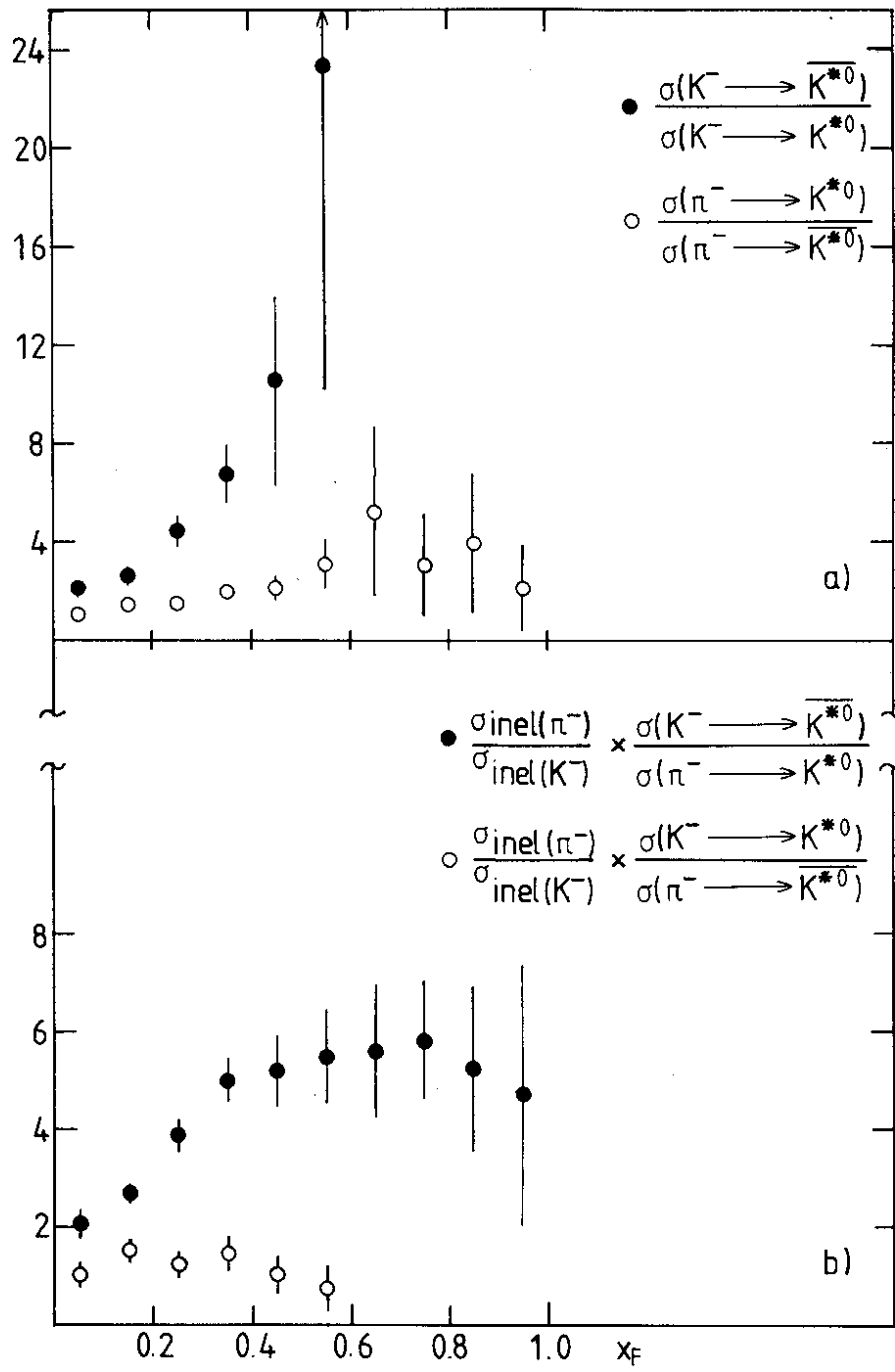 24
20
16
12
8
4
● σ(K⁻ ⟶ K̅*̅⁰̅)
σ(K⁻ ⟶ K*⁰)
○ σ(π⁻ ⟶ K*⁰)
σ(π⁻ ⟶ K̅*̅⁰̅)
a)
● σinel(π⁻) × σ(K⁻ ⟶ K̅*̅⁰̅)
σinel(K⁻) σ(π⁻ ⟶ K*⁰)
○ σinel(π⁻) × σ(K⁻ ⟶ K*⁰)
σinel(K⁻) σ(π⁻ ⟶ K̅*̅⁰̅)
8
6
4
2
b)
0.2 0.4 0.6 0.8 1.0 xF